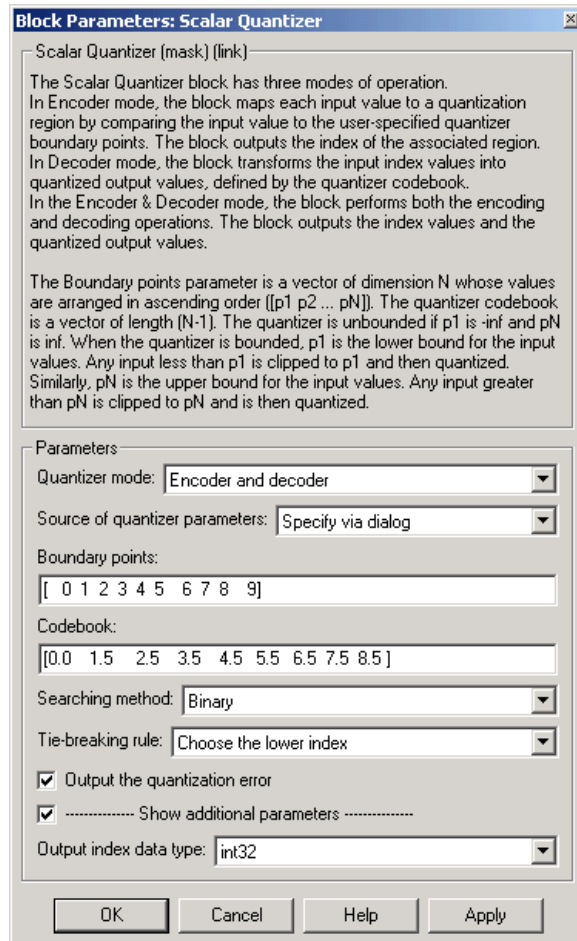 Block Parameters: Scalar Quantizer
Scalar Quantizer (mask) (link)
The Scalar Quantizer block has three modes of operation.
In Encoder mode, the block maps each input value to a quantization
region by comparing the input value to the user-specified quantizer
boundary points. The block outputs the index of the associated region.
In Decoder mode, the block transforms the input index values into
quantized output values, defined by the quantizer codebook.
In the Encoder & Decoder mode, the block performs both the encoding
and decoding operations. The block outputs the index values and the
quantized output values.
The Boundary points parameter is a vector of dimension N whose values
are arranged in ascending order ([p1 p2 ... pN]). The quantizer codebook
is a vector of length (N-1). The quantizer is unbounded if p1 is -inf and pN
is inf. When the quantizer is bounded, p1 is the lower bound for the input
values. Any input less than p1 is clipped to p1 and then quantized.
Similarly, pN is the upper bound for the input values. Any input greater
than pN is clipped to pN and is then quantized.
Parameters
Quantizer mode: Encoder and decoder
Source of quantizer parameters: Specify via dialog
Boundary points:
[ 0 1 2 3 4 5 6 7 8 9]
Codebook:
[0.0 1.5 2.5 3.5 4.5 5.5 6.5 7.5 8.5 ]
Searching method: Binary
Tie-breaking rule: Choose the lower index
Output the quantization error
--------------- Show additional parameters ---------------
Output index data type: int32
OK Cancel Help Apply